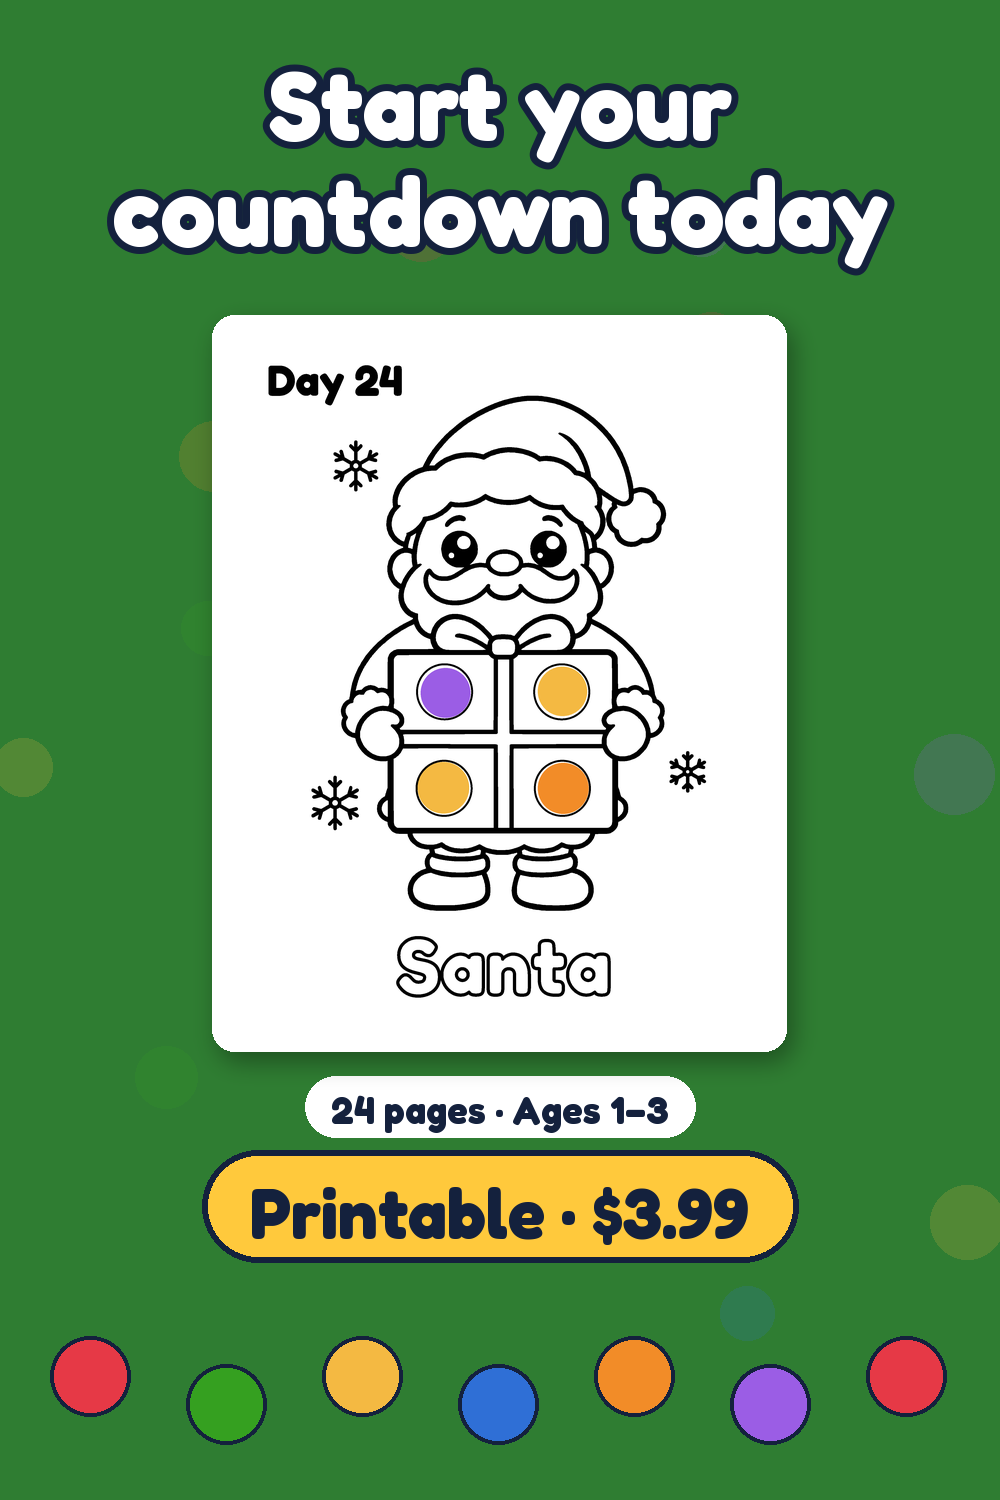 Start your
countdown today
Day 24
Santa
24 pages · Ages 1–3
Printable · $3.99